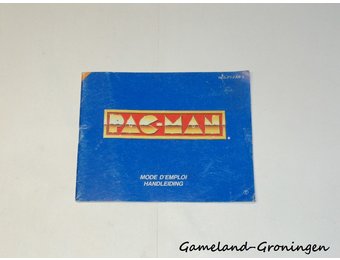 PAC-MAN
MODE D'EMPLOI
HANDLEIDING
Gameland-Groningen